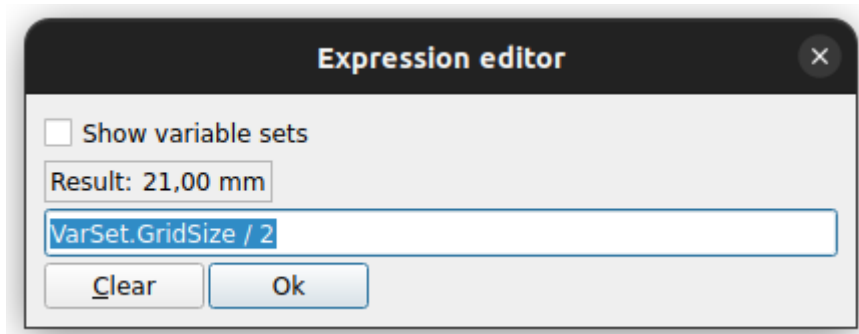 Expression editor
Show variable sets
Result: 21,00 mm
VarSet.GridSize / 2
Clear Ok